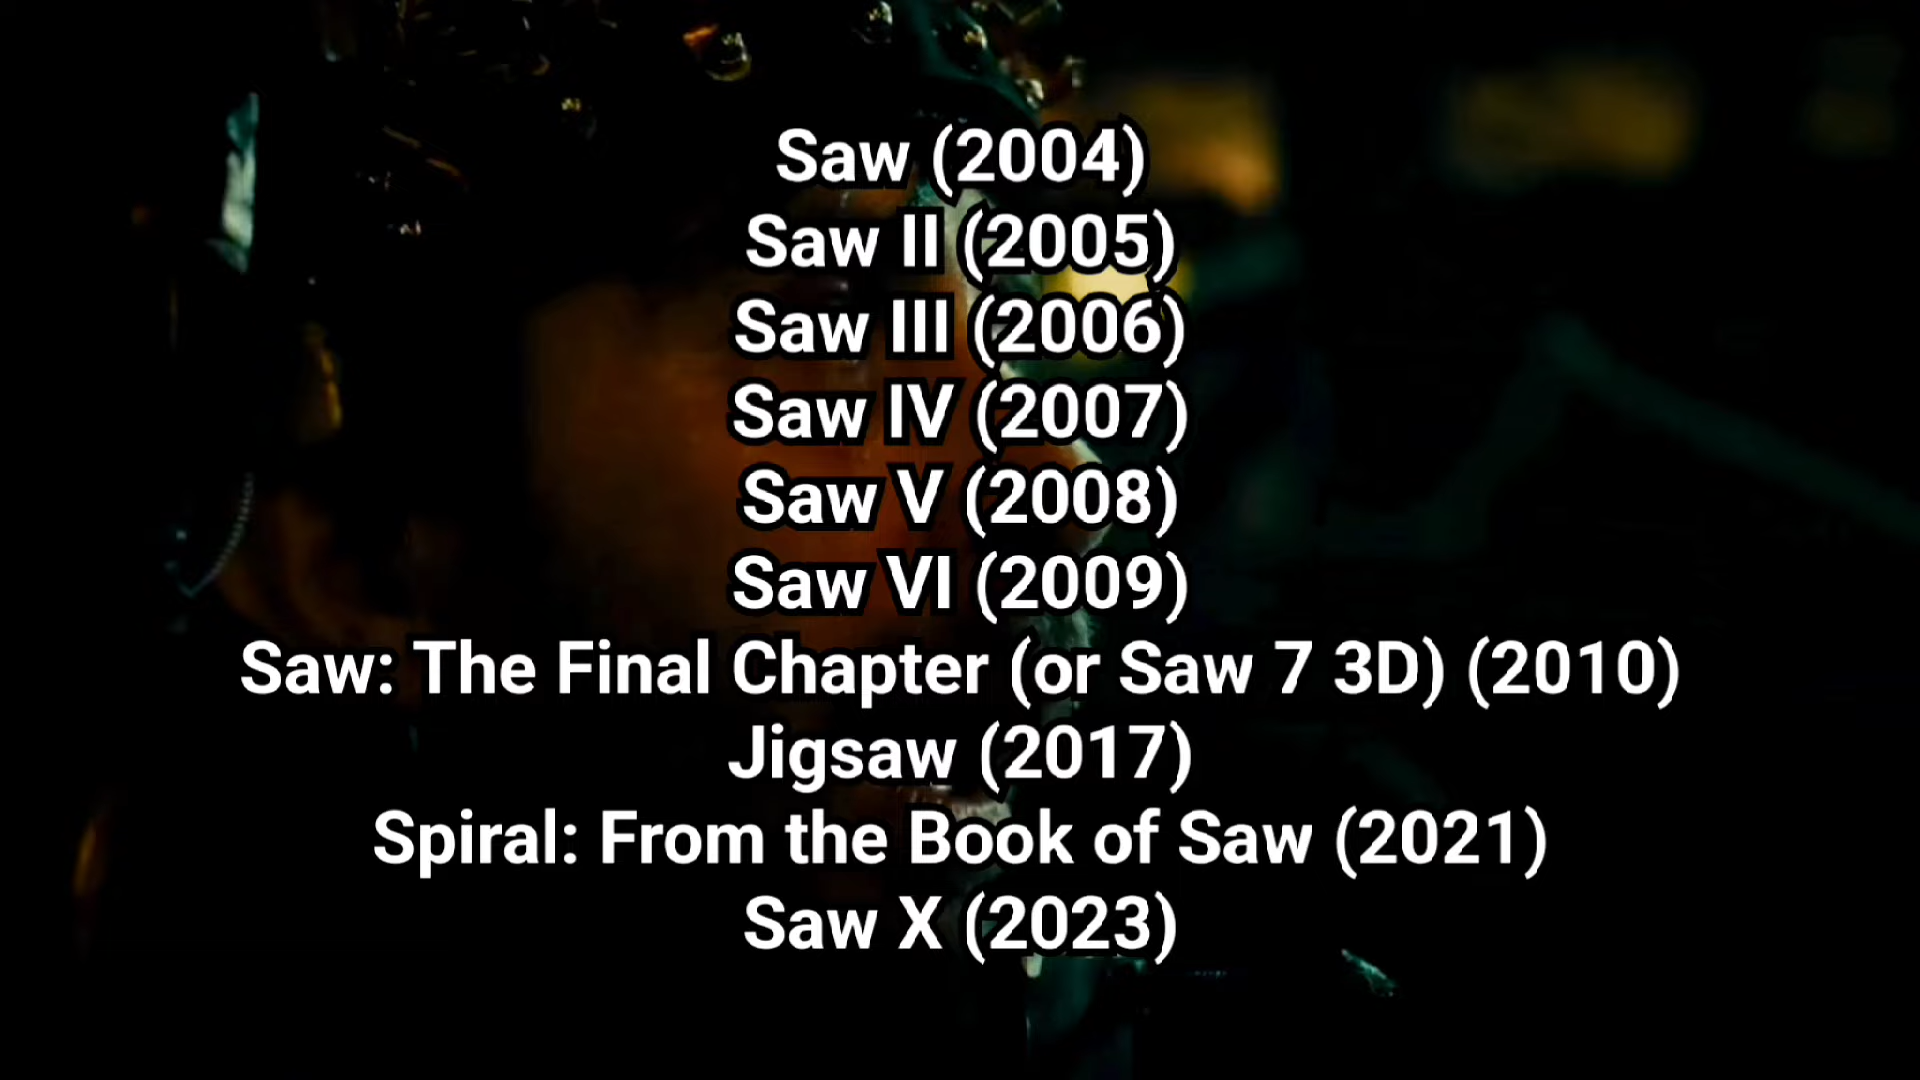 Saw (2004)
Saw II (2005)
Saw III (2006)
Saw IV (2007)
Saw V (2008)
Saw VI (2009)
Saw: The Final Chapter (or Saw 7 3D) (2010)
Jigsaw (2017)
Spiral: From the Book of Saw (2021)
Saw X (2023)